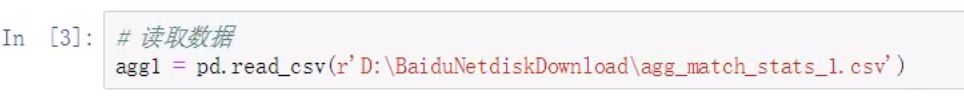 In [3]: # 读取数据
agg1 = pd.read_csv(r'D:\BaiduNetdiskDownload\agg_match_stats_1.csv')